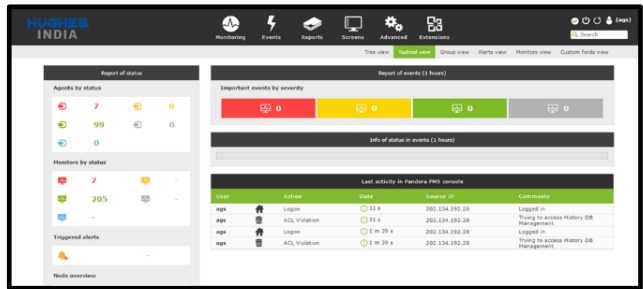 HUGHES
INDIA
Monitoring Events Reports Screens Advanced Extensions
(ags)
Search
Tree view Tactical view Group view Alerts view Monitors view Custom fields view
Report of status
Agents by status
7 0
99 0
0
Monitors by status
7 -
205 -
-
Triggered alerts
-
Node overview
Report of events (1 hours)
Important events by severity
0 0 0 0
Info of status in events (1 hours)
Last activity in Pandora FMS console
User Action Date Source IP Comments
ags Logon 31 s 202.134.192.28 Logged in
ags ACL Violation 31 s 202.134.192.28 Trying to access History DB
Management
ags Logon 1 m 39 s 202.134.192.28 Logged in
ags ACL Violation 1 m 39 s 202.134.192.28 Trying to access History DB
Management